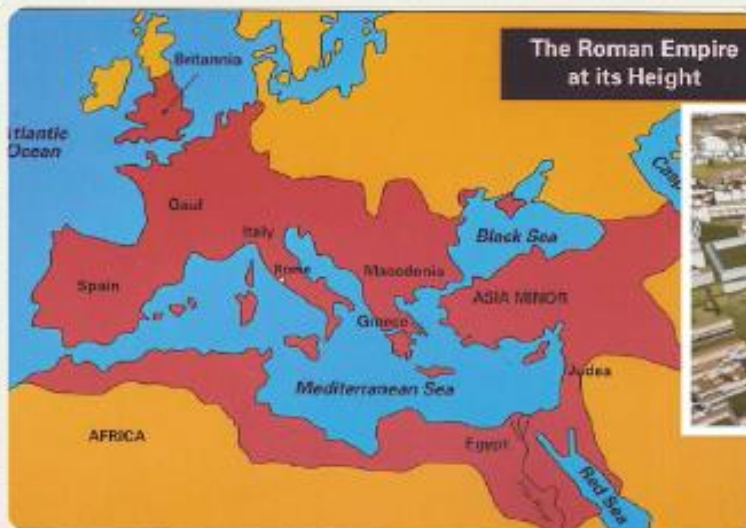 The Roman Empire
at its Height
Britannia
Atlantic
Ocean
Gaul
Italy
Rome
Spain
Macedonia
Greece
Black Sea
ASIA MINOR
Casp
Mediterranean Sea
Judea
AFRICA
Egypt
Red Sea